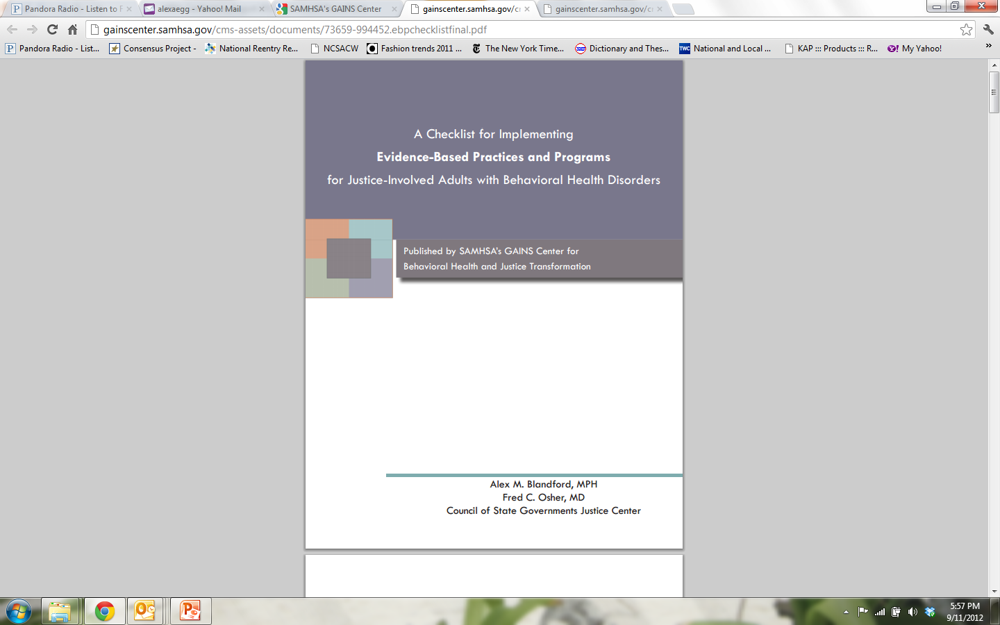 Pandora Radio - Listen to F
alexaegg - Yahoo! Mail
SAMHSA's GAINS Center
gainscenter.samhsa.gov/c
gainscenter.samhsa.gov/c
gainscenter.samhsa.gov/cms-assets/documents/73659-994452.ebpchecklistfinal.pdf
Pandora Radio - List...
Consensus Project -
National Reentry Re...
NCSACW
Fashion trends 2011 ...
The New York Time...
Dictionary and Thes...
TWC
National and Local ...
KAP ::: Products ::: R...
My Yahoo!
A Checklist for Implementing
Evidence-Based Practices and Programs
for Justice-Involved Adults with Behavioral Health Disorders
Published by SAMHSA's GAINS Center for
Behavioral Health and Justice Transformation
Alex M. Blandford, MPH
Fred C. Osher, MD
Council of State Governments Justice Center
5:57 PM
9/11/2012